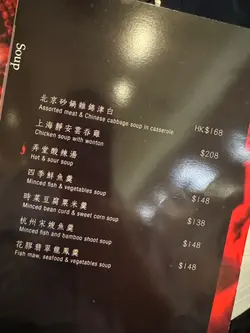 Soup
北京砂鍋雜錦津白
Assorted meat & Chinese cabbage soup in casserole HK$168
上海靜安雲吞雞
Chicken soup with wonton $208
弄堂酸辣湯
Hot & sour soup $148
四季鮮魚羹
Minced fish & vegetables soup $148
時菜豆腐粟米羹
Minced bean curd & sweet corn soup $138
杭州宋嫂魚羹
Minced fish and bamboo shoot soup $148
花膠翡翠龍鳳羹
Fish maw, seafood & vegetables soup $148